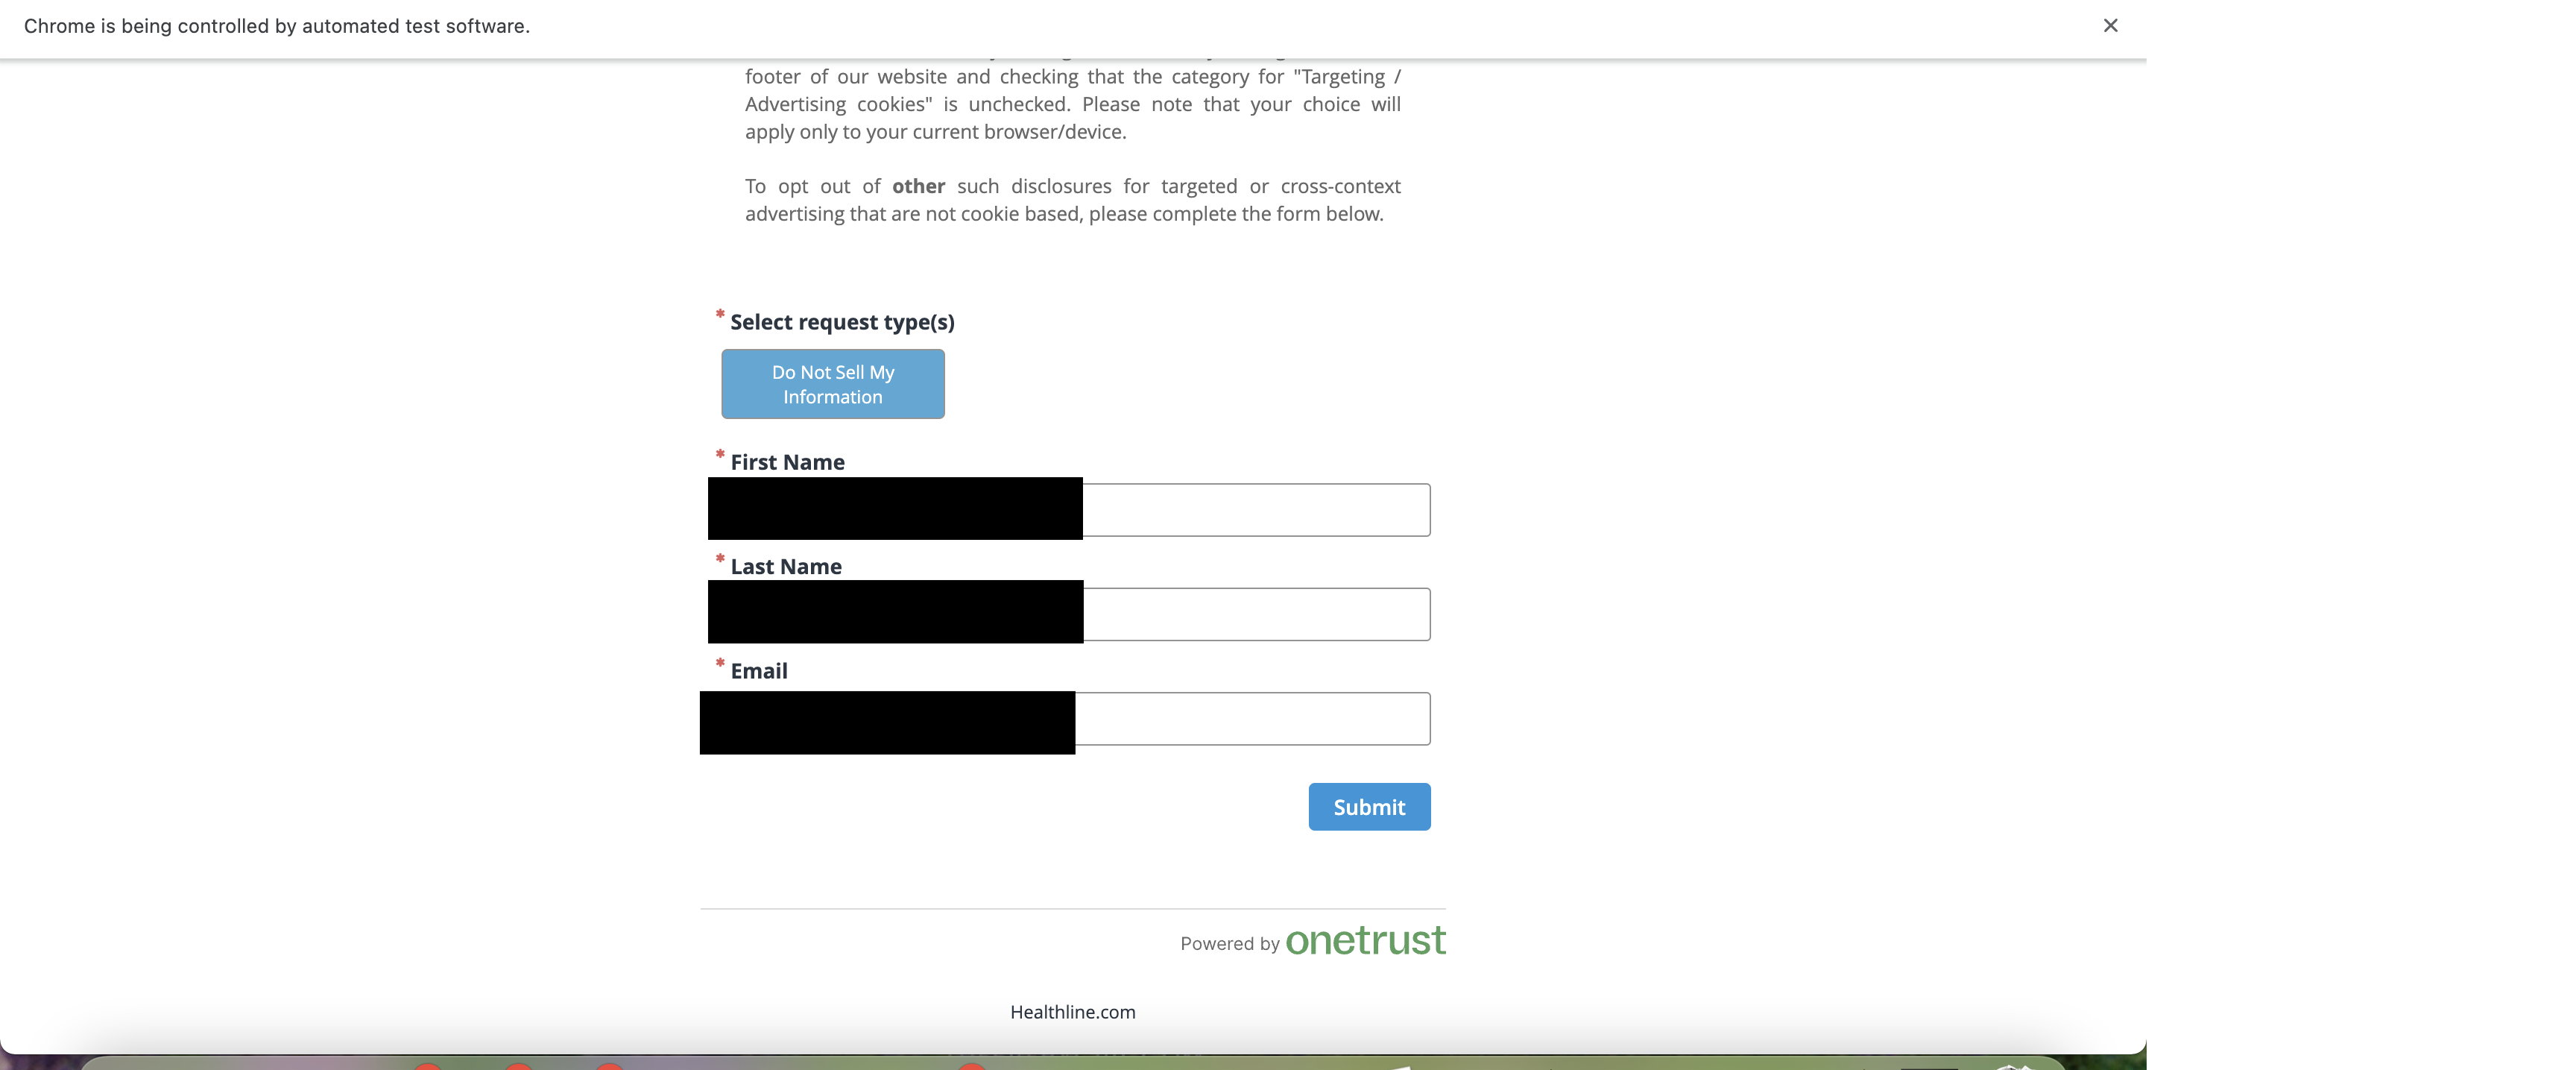 Chrome is being controlled by automated test software.
footer of our website and checking that the category for "Targeting /
Advertising cookies" is unchecked. Please note that your choice will
apply only to your current browser/device.
To opt out of other such disclosures for targeted or cross-context
advertising that are not cookie based, please complete the form below.
* Select request type(s)
Do Not Sell My
Information
* First Name
* Last Name
* Email
Submit
Powered by onetrust
Healthline.com